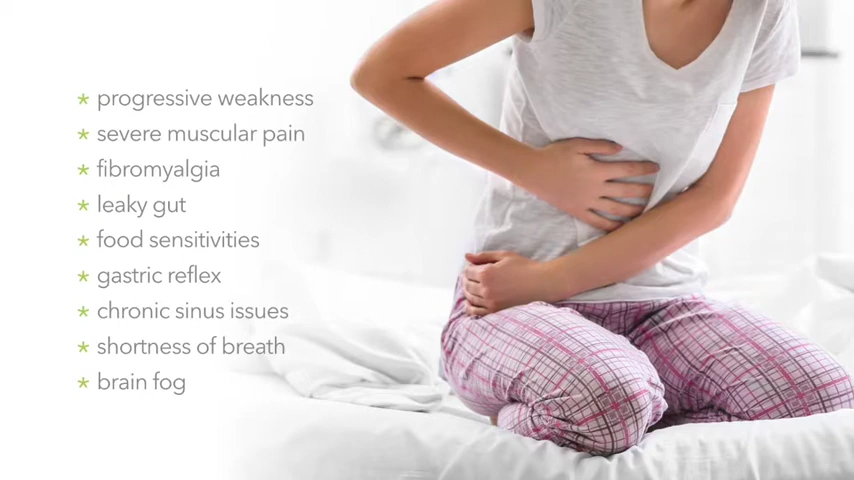 * progressive weakness
* severe muscular pain
* fibromyalgia
* leaky gut
* food sensitivities
* gastric reflex
* chronic sinus issues
* shortness of breath
* brain fog